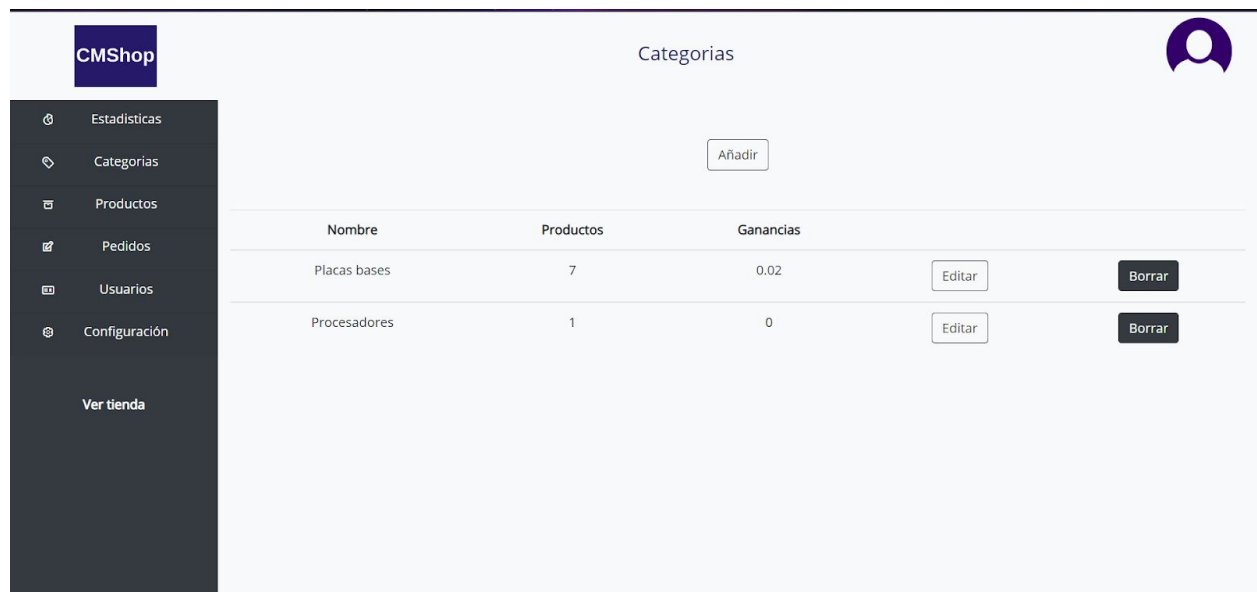 CMShop
Categorias
Estadisticas
Categorias
Productos
Pedidos
Usuarios
Configuración
Ver tienda
Añadir
Nombre Productos Ganancias
Placas bases 7 0.02 Editar Borrar
Procesadores 1 0 Editar Borrar